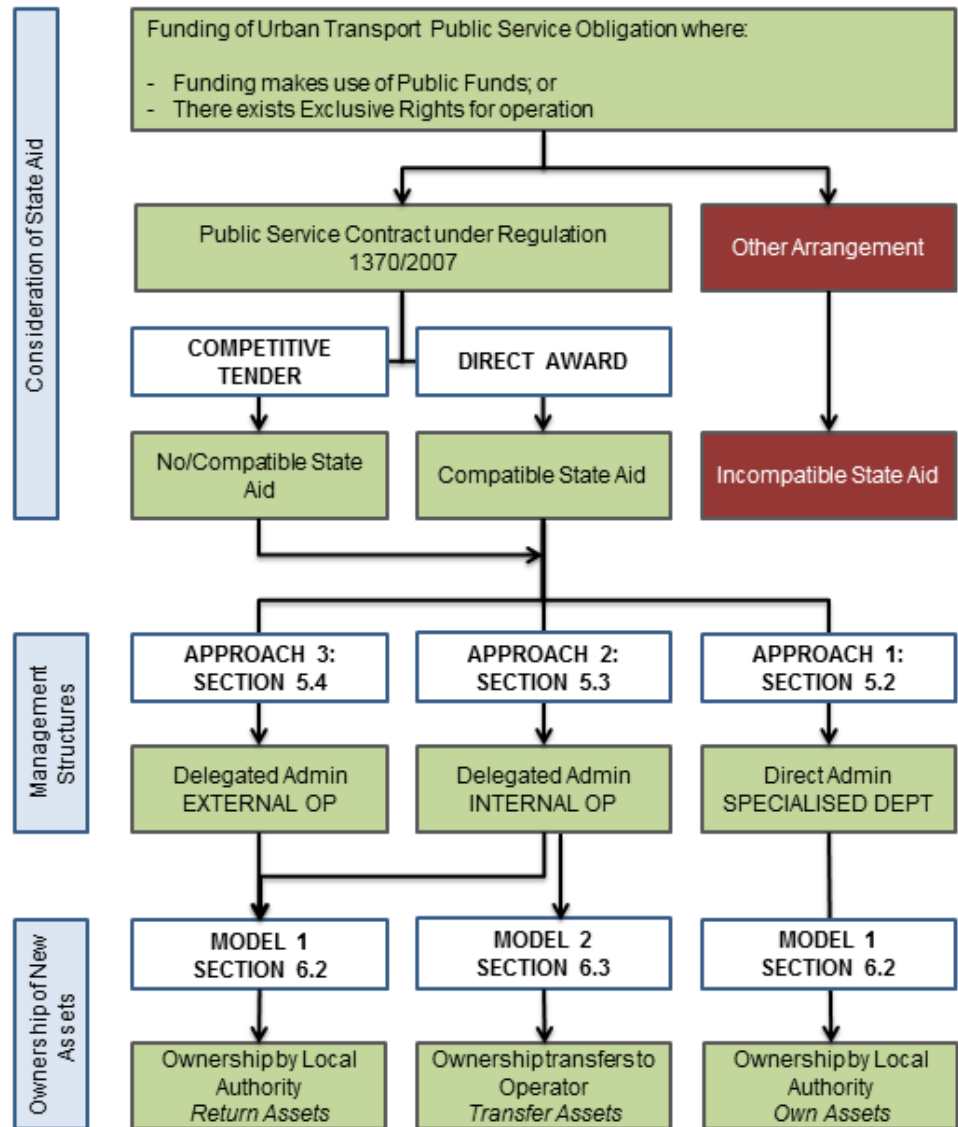 Consideration of State Aid
Funding of Urban Transport Public Service Obligation where:
- Funding makes use of Public Funds; or
- There exists Exclusive Rights for operation
Public Service Contract under Regulation
1370/2007
Other Arrangement
COMPETITIVE
TENDER
DIRECT AWARD
No/Compatible State
Aid
Compatible State Aid
Incompatible State Aid
Management
Structures
APPROACH 3:
SECTION 5.4
APPROACH 2:
SECTION 5.3
APPROACH 1:
SECTION 5.2
Delegated Admin
EXTERNAL OP
Delegated Admin
INTERNAL OP
Direct Admin
SPECIALISED DEPT
Ownership of New
Assets
MODEL 1
SECTION 6.2
MODEL 2
SECTION 6.3
MODEL 1
SECTION 6.2
Ownership by Local
Authority
Return Assets
Ownership transfers to
Operator
Transfer Assets
Ownership by Local
Authority
Own Assets